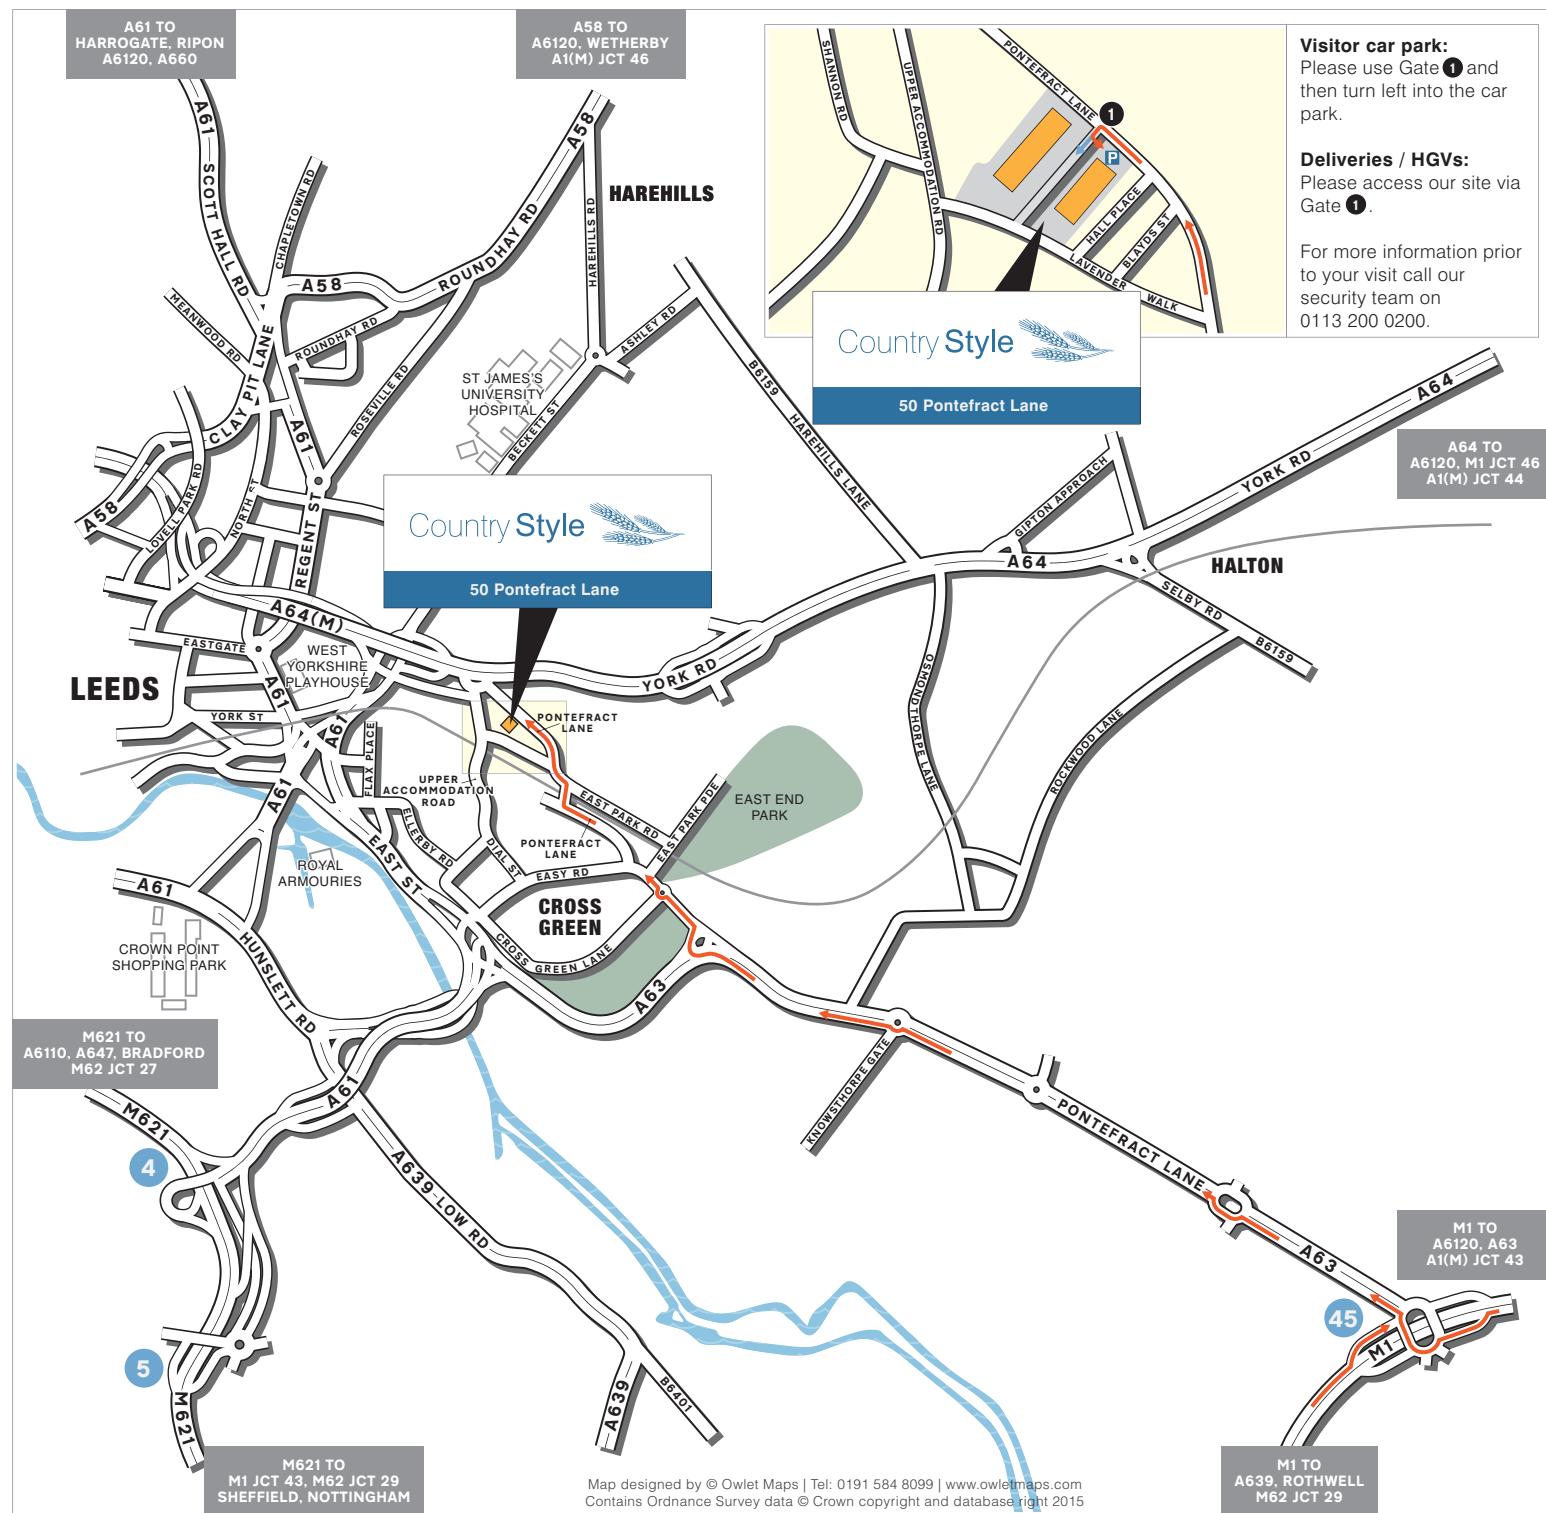 A61 TO
HARROGATE, RIPON
A6120, A660
A58 TO
A6120, WETHERBY
A1(M) JCT 46
SHANNON RD
UPPER ACCOMMODATION RD
PONTEFRACT LANE
1
P
HALL PLACE
BLAYDS ST
LAVENDER WALK
Country Style
50 Pontefract Lane
Visitor car park:
Please use Gate 1 and
then turn left into the car
park.
Deliveries / HGVs:
Please access our site via
Gate 1.
For more information prior
to your visit call our
security team on
0113 200 0200.
A61
SCOTT HALL RD
CHAPLETOWN RD
A58
HAREHILLS
HAREHILLS RD
ROUNDHAY RD
A58
MEANWOOD RD
ROUNDHAY RD
CLAY PIT LANE
ROSEVILLE RD
ASHLEY RD
ST JAMES'S
UNIVERSITY
HOSPITAL
BECKETT ST
B6159
HAREHILLS LANE
A64
YORK RD
A64 TO
A6120, M1 JCT 46
A1(M) JCT 44
A61
A58
LOVELL PARK RD
NORTH ST
REGENT ST
GIPTON APPROACH
Country Style
50 Pontefract Lane
A64
HALTON
SELBY RD
B6159
A64(M)
EASTGATE
WEST
YORKSHIRE
PLAYHOUSE
LEEDS
A61
YORK ST
A61
YORK RD
OSMONDTHORPE LANE
ROCKWOOD LANE
PONTEFRACT
LANE
FLAX PLACE
UPPER
ACCOMMODATION
ROAD
A61
ELLERBY RD
EAST ST
DIAL ST
EAST PARK RD
EAST PARK PDE
EAST END
PARK
PONTEFRACT
LANE
EASY RD
ROYAL
ARMOURIES
A61
CROSS
GREEN
CROSS GREEN LANE
A63
CROWN POINT
SHOPPING PARK
HUNSLETT RD
M621 TO
A6110, A647, BRADFORD
M62 JCT 27
A61
KNOWSTHORPE GATE
PONTEFRACT LANE
M621
4
A639 LOW RD
A63
M1 TO
A6120, A63
A1(M) JCT 43
45
M1
5
M621
A639
B6401
M621 TO
M1 JCT 43, M62 JCT 29
SHEFFIELD, NOTTINGHAM
M1 TO
A639, ROTHWELL
M62 JCT 29
Map designed by © Owlet Maps | Tel: 0191 584 8099 | www.owletmaps.com
Contains Ordnance Survey data © Crown copyright and database right 2015